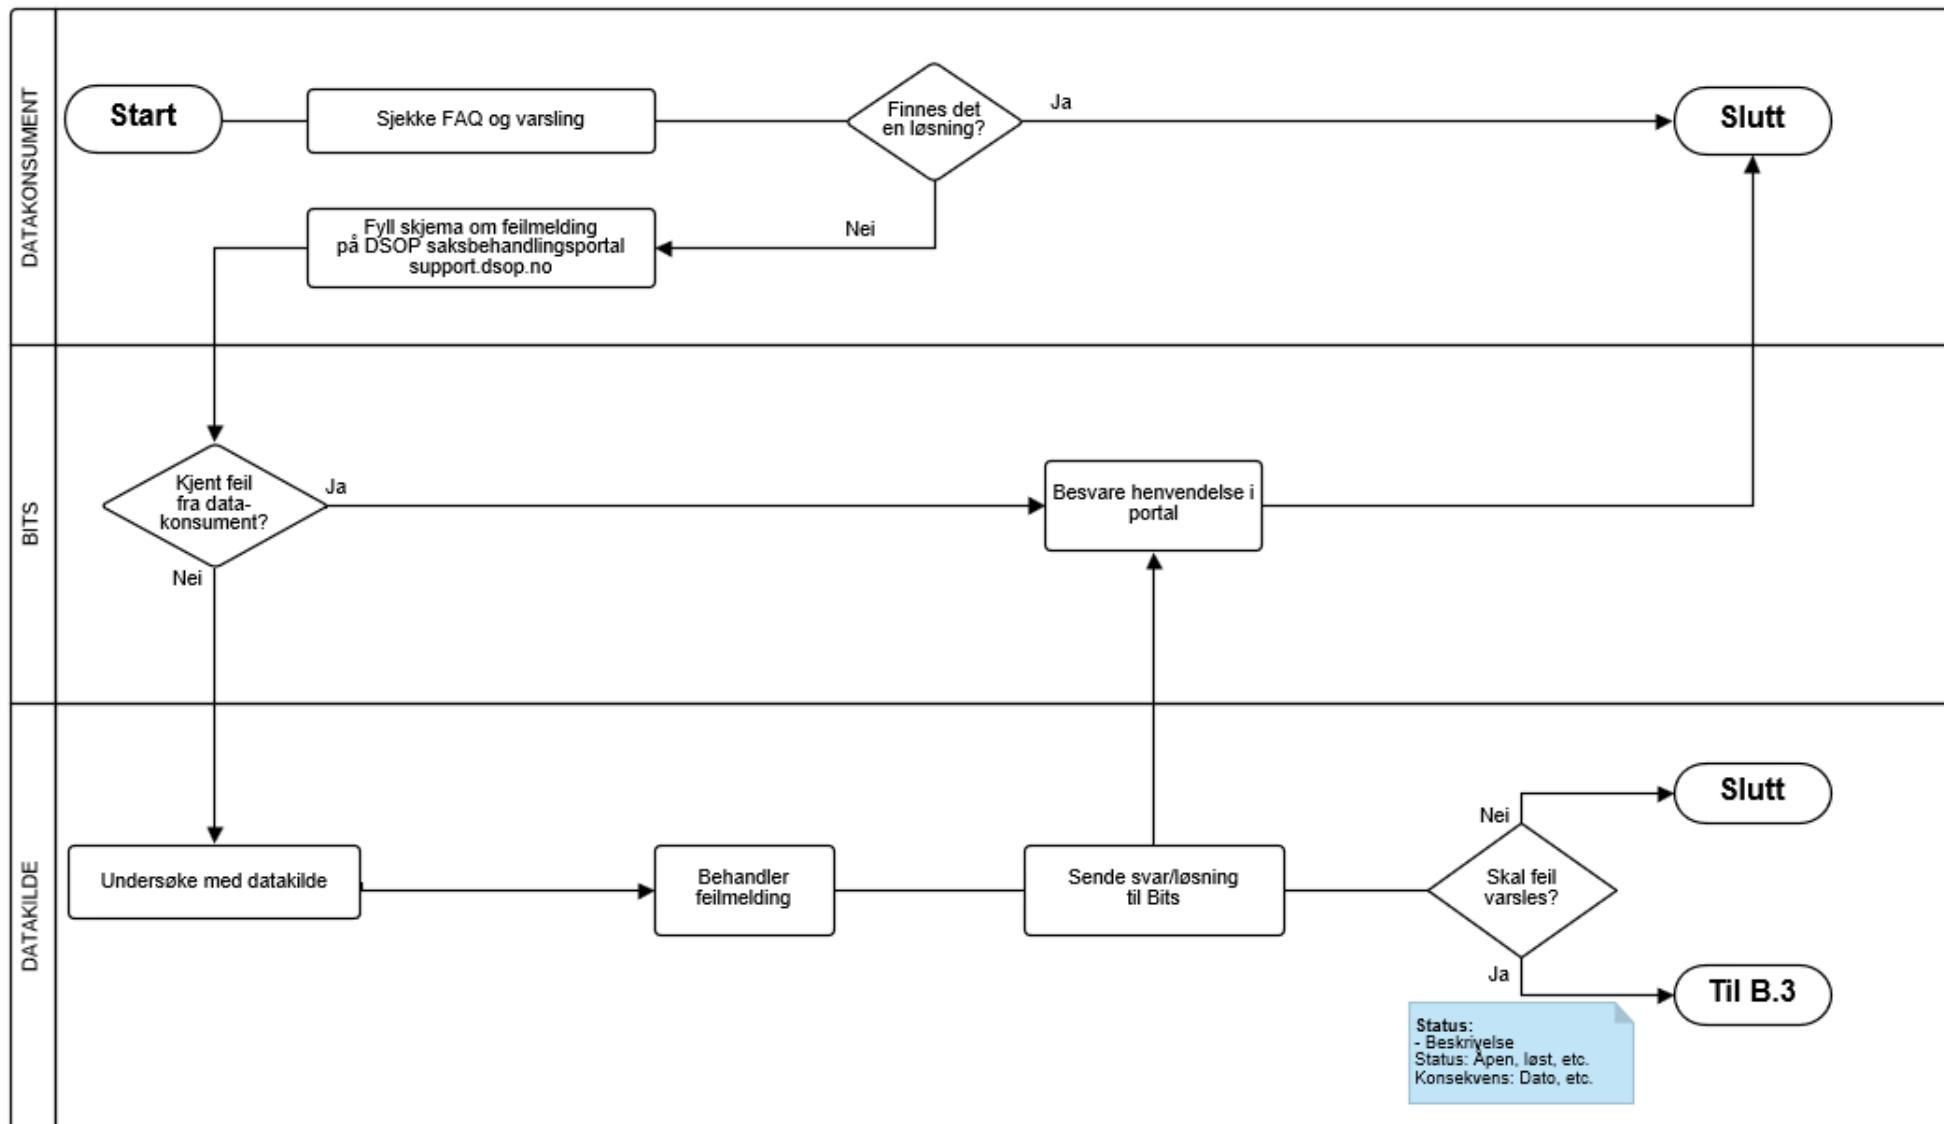 DATAKONSUMENT
Start
Sjekke FAQ og varsling
Finnes det
en løsning?
Ja
Slutt
Nei
Fyll skjema om feilmelding
på DSOP saksbehandlingsportal
support.dsop.no
BITS
Kjent feil
fra data-
konsument?
Ja
Nei
Besvare henvendelse i
portal
DATAKILDE
Undersøke med datakilde
Behandler
feilmelding
Sende svar/løsning
til Bits
Skal feil
varsles?
Nei
Slutt
Ja
Til B.3
Status:
- Beskrivelse
Status: Åpen, løst, etc.
Konsekvens: Dato, etc.